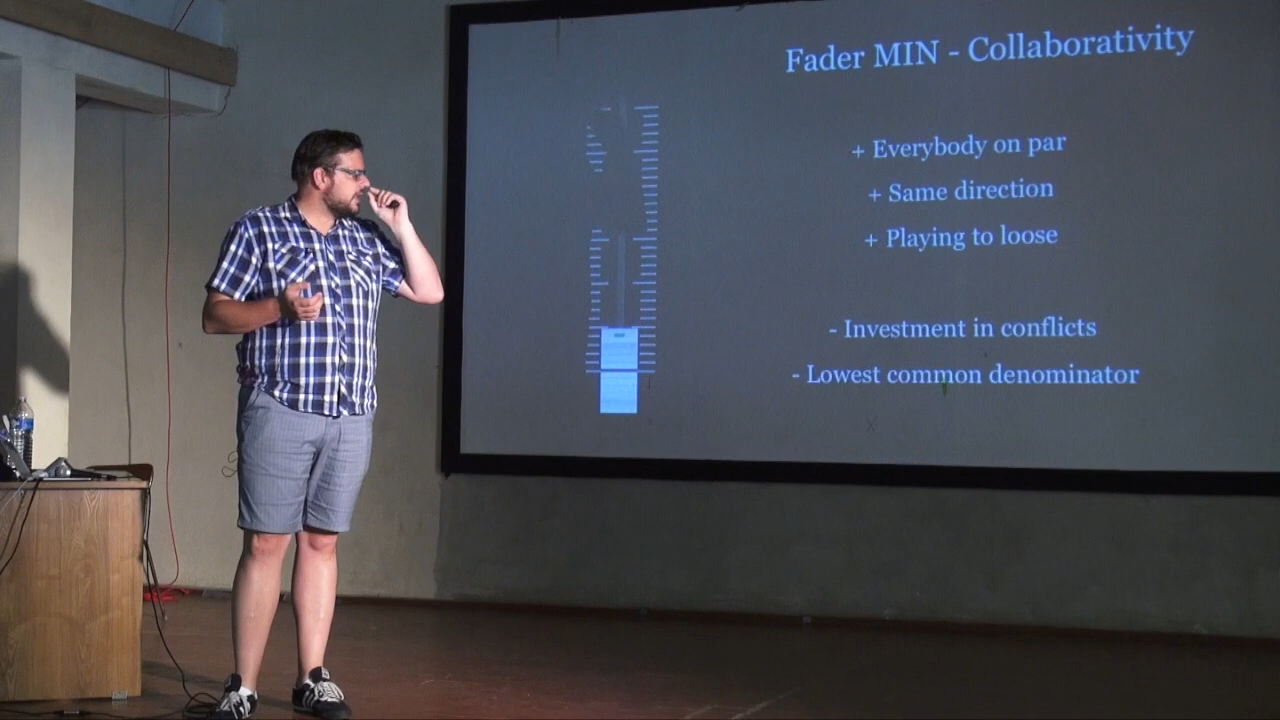 Fader MIN - Collaborativity
+ Everybody on par
+ Same direction
+ Playing to loose
- Investment in conflicts
- Lowest common denominator